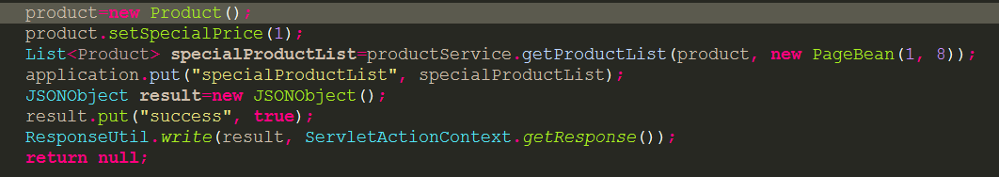 product=new Product();
product.setSpecialPrice(1);
List<Product> specialProductList=productService.getProductList(product, new PageBean(1, 8));
application.put("specialProductList", specialProductList);
JSONObject result=new JSONObject();
result.put("success", true);
ResponseUtil.write(result, ServletActionContext.getResponse());
return null;